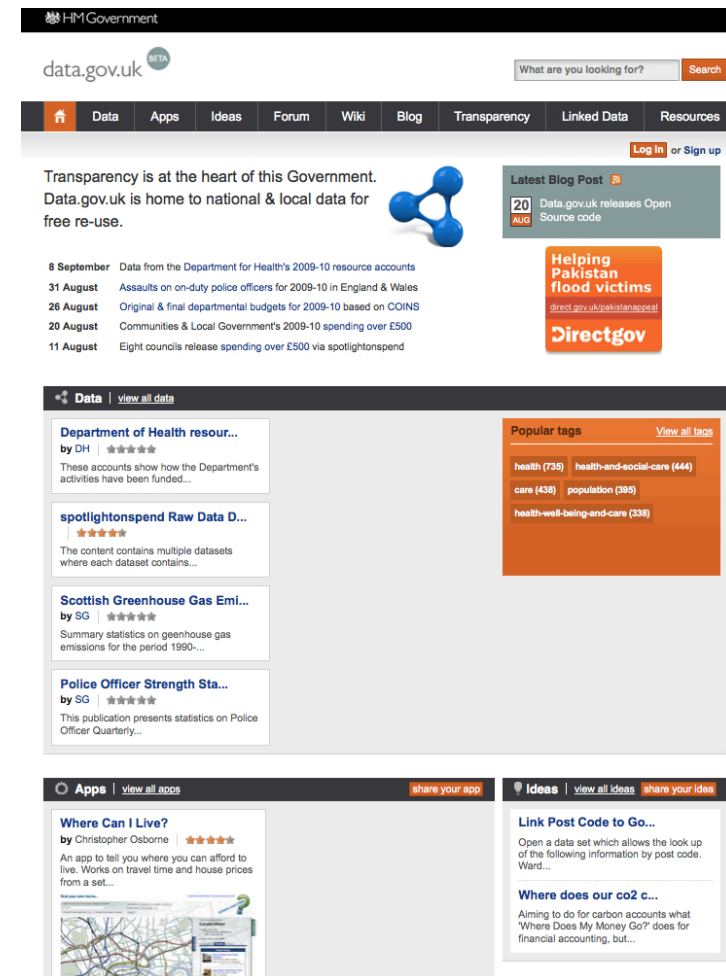 HM Government
data.gov.uk BETA
What are you looking for? Search
Data Apps Ideas Forum Wiki Blog Transparency Linked Data Resources
Log in or Sign up
Transparency is at the heart of this Government.
Data.gov.uk is home to national & local data for
free re-use.
8 September Data from the Department for Health's 2009-10 resource accounts
31 August Assaults on on-duty police officers for 2009-10 in England & Wales
26 August Original & final departmental budgets for 2009-10 based on COINS
20 August Communities & Local Government's 2009-10 spending over £500
11 August Eight councils release spending over £500 via spotlightonspend
Latest Blog Post
20 AUG
Data.gov.uk releases Open
Source code
Helping
Pakistan
flood victims
direct.gov.uk/pakistanappeal
Directgov
Data | view all data
Department of Health resour...
by DH
These accounts show how the Department's
activities have been funded...
spotlightonspend Raw Data D...
The content contains multiple datasets
where each dataset contains...
Scottish Greenhouse Gas Emi...
by SG
Summary statistics on geenhouse gas
emissions for the period 1990-...
Police Officer Strength Sta...
by SG
This publication presents statistics on Police
Officer Quarterly...
Popular tags View all tags
health (735) health-and-social-care (444)
care (438) population (395)
health-well-being-and-care (338)
Apps | view all apps share your app
Where Can I Live?
by Christopher Osborne
An app to tell you where you can afford to
live. Works on travel time and house prices
from a set...
Ideas | view all ideas share your idea
Link Post Code to Go...
Open a data set which allows the look up
of the following information by post code.
Ward...
Where does our co2 c...
Aiming to do for carbon accounts what
'Where Does My Money Go?' does for
financial accounting, but...